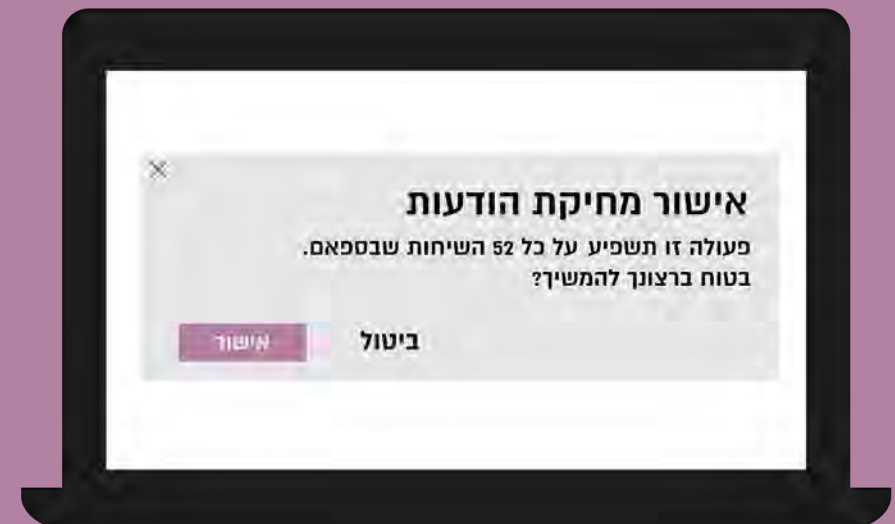 אישור מחיקת הודעות
פעולה זו תשפיע על כל 52 השיחות שבספאם.
בטוח ברצונך להמשיך?
ביטול
אישור